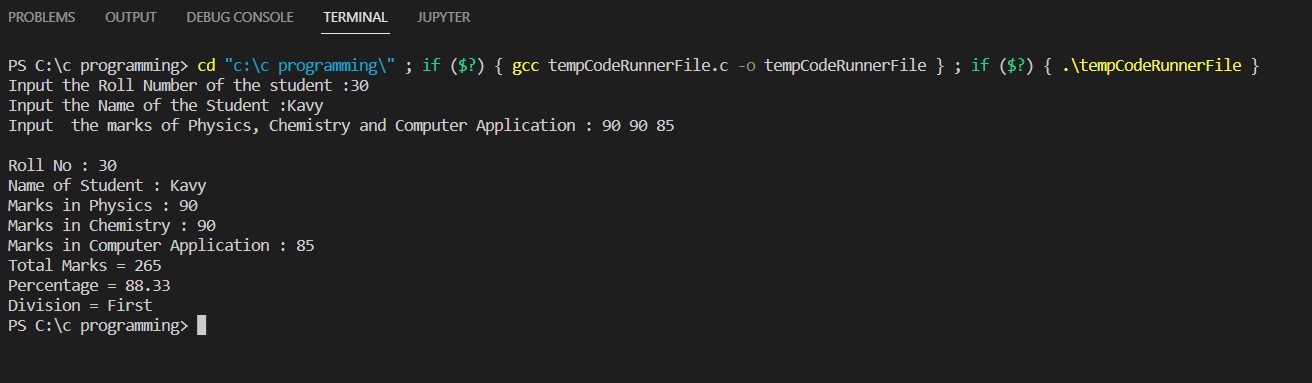 PROBLEMS OUTPUT DEBUG CONSOLE TERMINAL JUPYTER
PS C:\c programming> cd "c:\c programming\" ; if ($?) { gcc tempCodeRunnerFile.c -o tempCodeRunnerFile } ; if ($?) { .\tempCodeRunnerFile }
Input the Roll Number of the student :30
Input the Name of the Student :Kavy
Input  the marks of Physics, Chemistry and Computer Application : 90 90 85
Roll No : 30
Name of Student : Kavy
Marks in Physics : 90
Marks in Chemistry : 90
Marks in Computer Application : 85
Total Marks = 265
Percentage = 88.33
Division = First
PS C:\c programming>